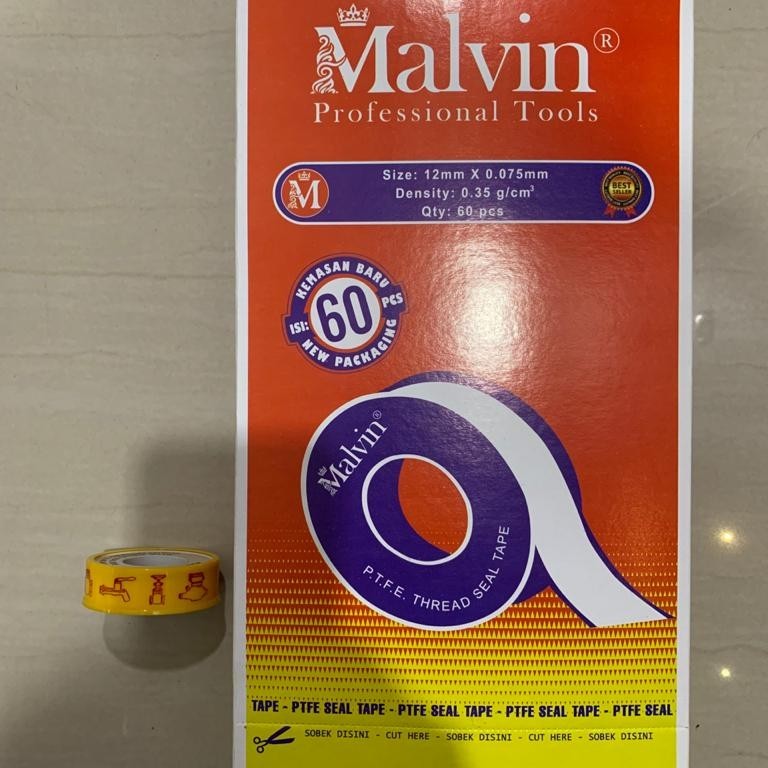 Malvin®
Professional Tools
M
Size: 12mm X 0.075mm
Density: 0.35 g/cm³
Qty: 60 pcs
BEST
SELLER
KEMASAN BARU
ISI: 60 PCS
NEW PACKAGING
Malvin®
P.T.F.E. THREAD SEAL TAPE
TAPE - PTFE SEAL TAPE - PTFE SEAL TAPE - PTFE SEAL TAPE - PTFE SEAL
SOBEK DISINI - CUT HERE - SOBEK DISINI - CUT HERE - SOBEK DISINI